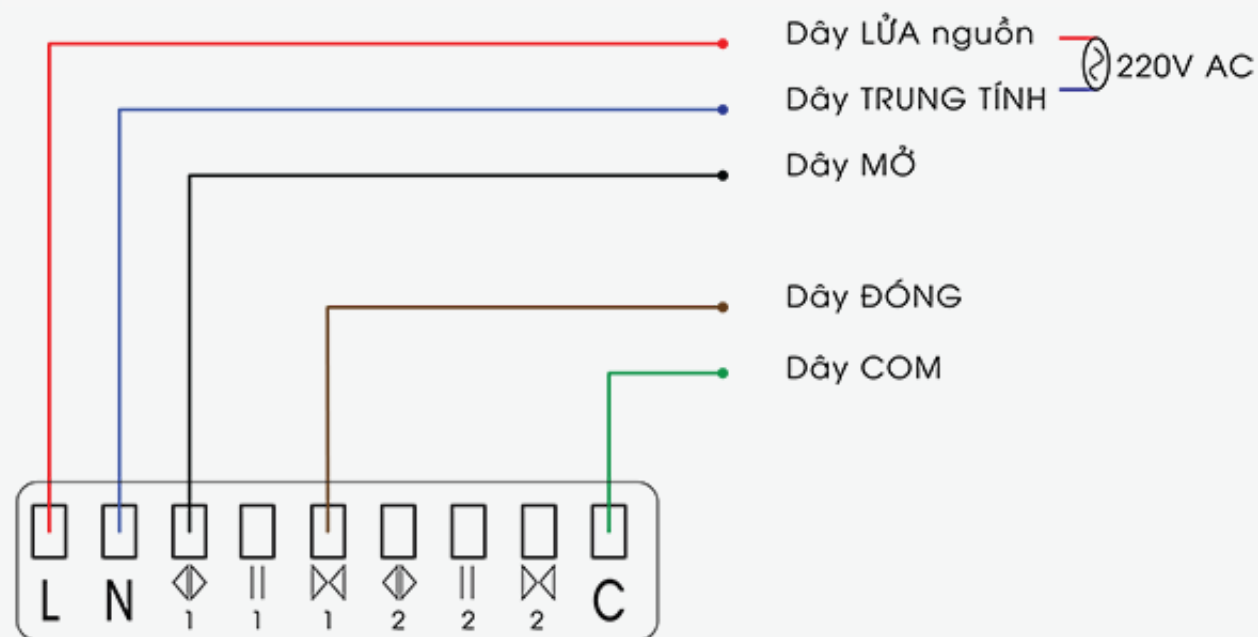 Dây LỬA nguồn
220V AC
Dây TRUNG TÍNH
Dây MỞ
Dây ĐÓNG
Dây COM
L N 1 1 1 2 2 2 C